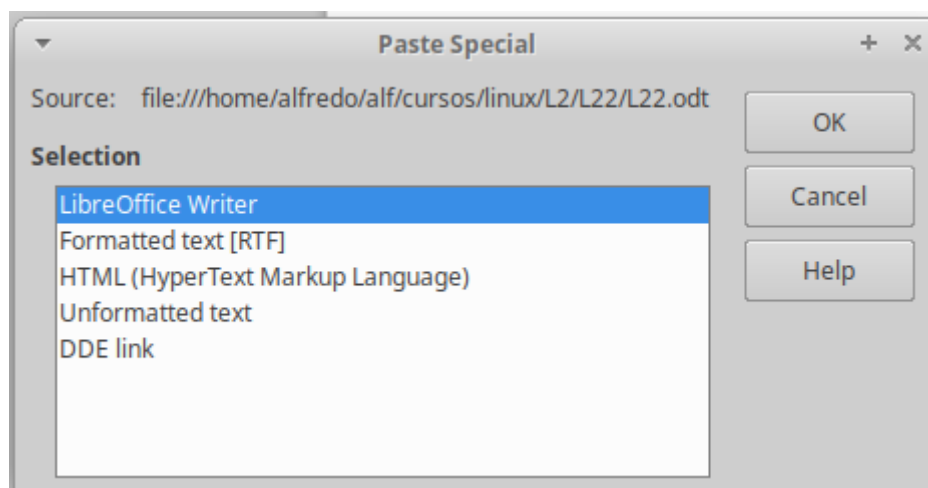 Paste Special
Source: file:///home/alfredo/alf/cursos/linux/L2/L22/L22.odt
OK
Selection
LibreOffice Writer
Cancel
Formatted text [RTF]
HTML (HyperText Markup Language)
Help
Unformatted text
DDE link